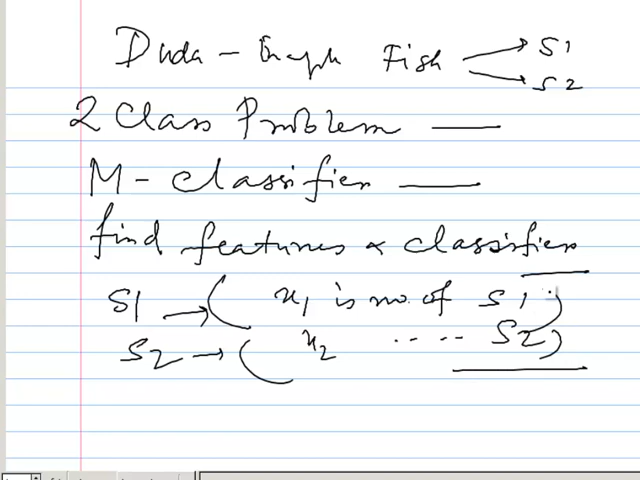 Duda - Graph Fish → S1
→ S2
2 Class Problem —
M - Classifier —
find features & classifier
S1 → ( x₁ is no. of S1 )
S2 → ( x₂ .. .. S2 )